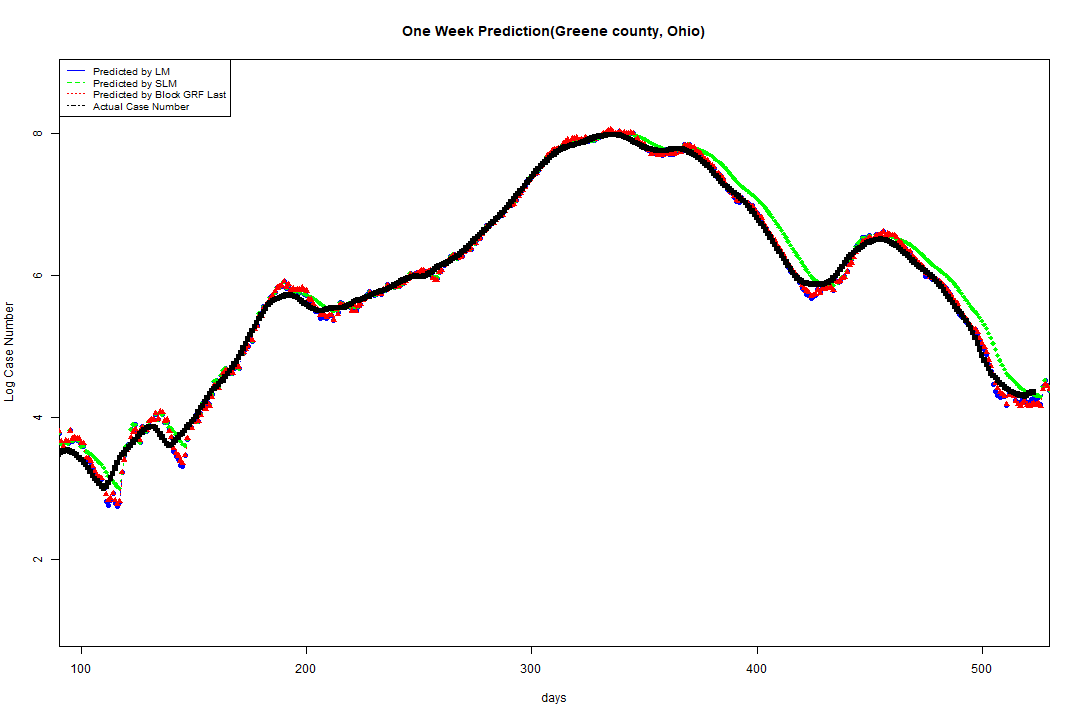 One Week Prediction(Greene county, Ohio)
Predicted by LM
Predicted by SLM
Predicted by Block GRF Last
Actual Case Number
8
6
4
2
Log Case Number
100 200 300 400 500
days